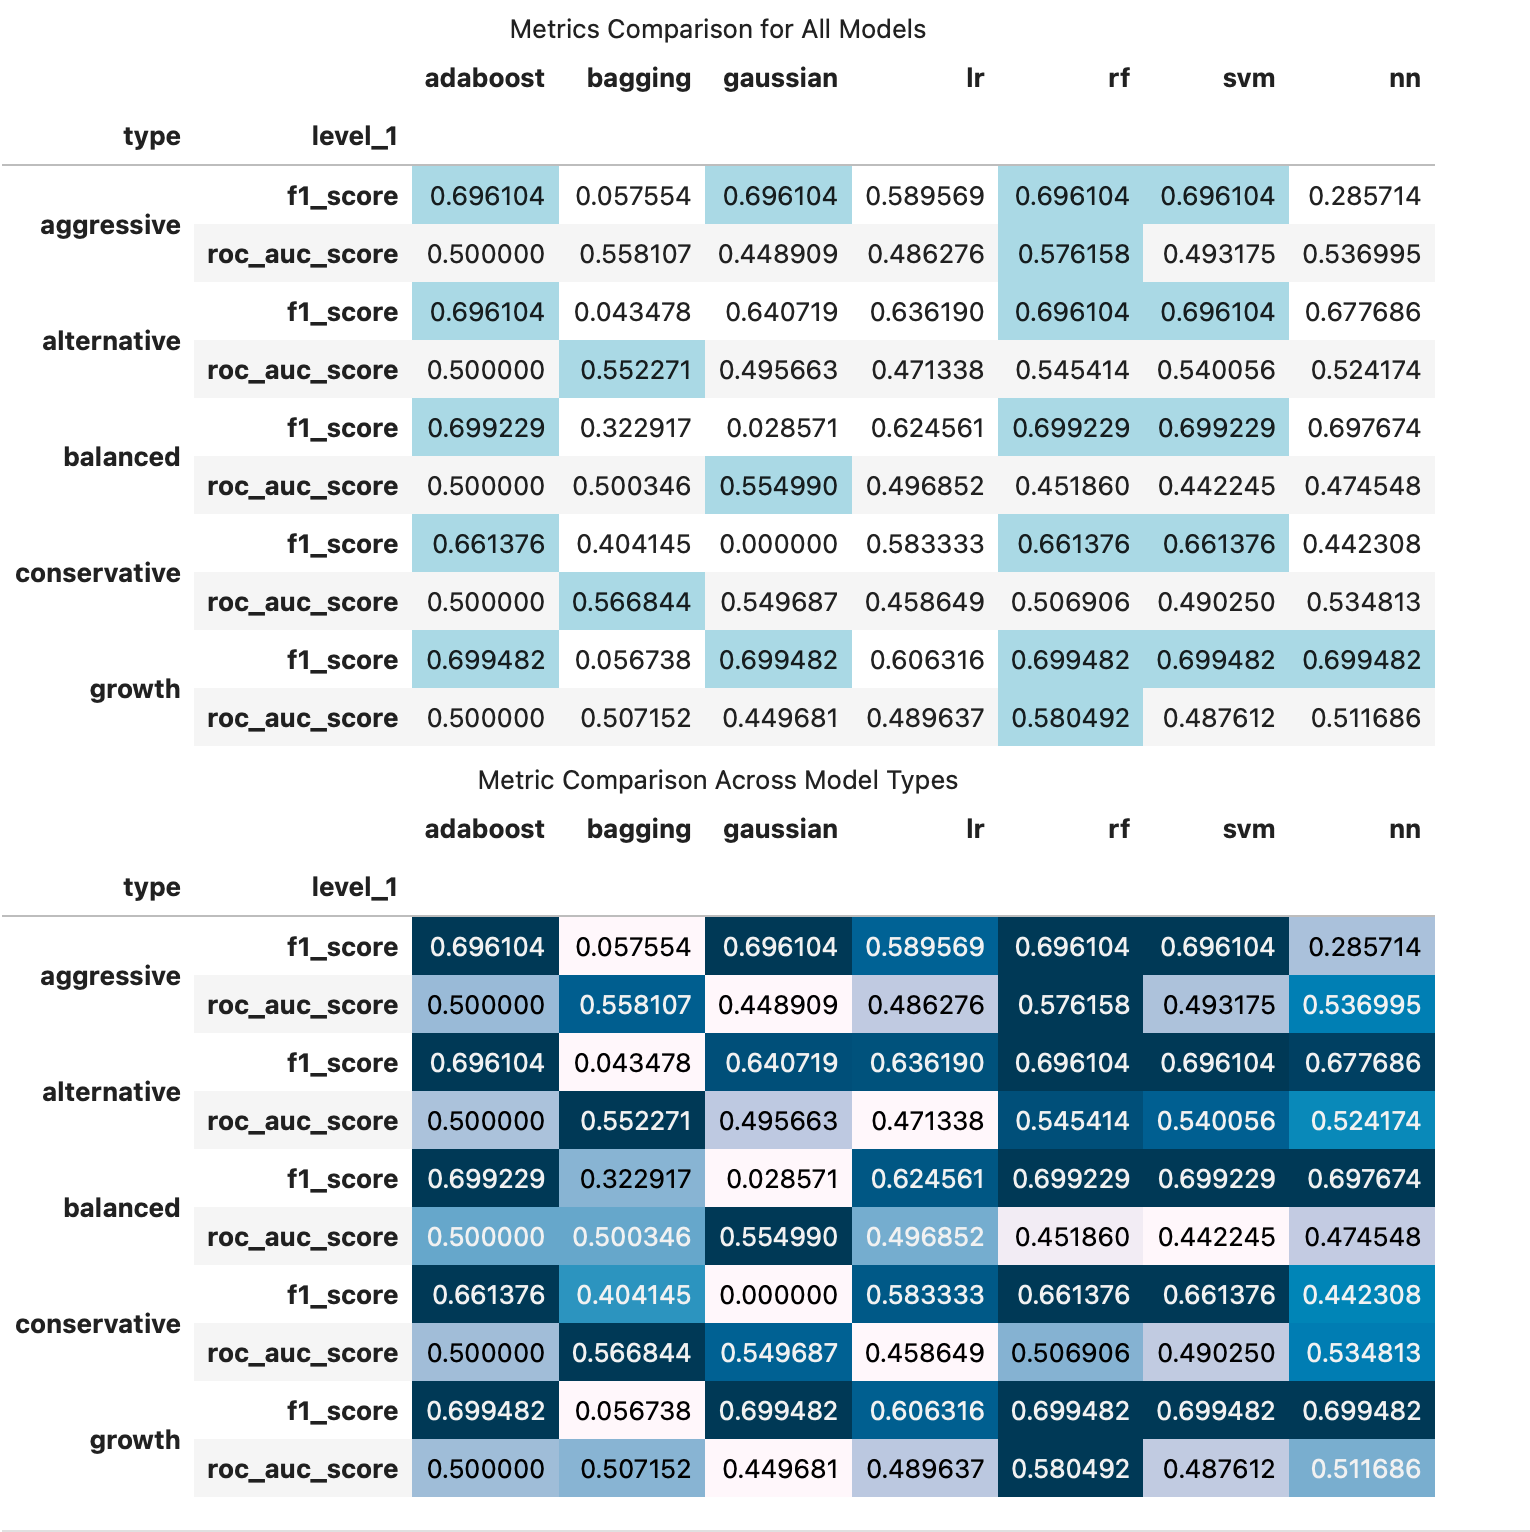 Metrics Comparison for All Models
adaboost bagging gaussian lr rf svm nn
type level_1
aggressive f1_score 0.696104 0.057554 0.696104 0.589569 0.696104 0.696104 0.285714
roc_auc_score 0.500000 0.558107 0.448909 0.486276 0.576158 0.493175 0.536995
alternative f1_score 0.696104 0.043478 0.640719 0.636190 0.696104 0.696104 0.677686
roc_auc_score 0.500000 0.552271 0.495663 0.471338 0.545414 0.540056 0.524174
balanced f1_score 0.699229 0.322917 0.028571 0.624561 0.699229 0.699229 0.697674
roc_auc_score 0.500000 0.500346 0.554990 0.496852 0.451860 0.442245 0.474548
conservative f1_score 0.661376 0.404145 0.000000 0.583333 0.661376 0.661376 0.442308
roc_auc_score 0.500000 0.566844 0.549687 0.458649 0.506906 0.490250 0.534813
growth f1_score 0.699482 0.056738 0.699482 0.606316 0.699482 0.699482 0.699482
roc_auc_score 0.500000 0.507152 0.449681 0.489637 0.580492 0.487612 0.511686
Metric Comparison Across Model Types
adaboost bagging gaussian lr rf svm nn
type level_1
aggressive f1_score 0.696104 0.057554 0.696104 0.589569 0.696104 0.696104 0.285714
roc_auc_score 0.500000 0.558107 0.448909 0.486276 0.576158 0.493175 0.536995
alternative f1_score 0.696104 0.043478 0.640719 0.636190 0.696104 0.696104 0.677686
roc_auc_score 0.500000 0.552271 0.495663 0.471338 0.545414 0.540056 0.524174
balanced f1_score 0.699229 0.322917 0.028571 0.624561 0.699229 0.699229 0.697674
roc_auc_score 0.500000 0.500346 0.554990 0.496852 0.451860 0.442245 0.474548
conservative f1_score 0.661376 0.404145 0.000000 0.583333 0.661376 0.661376 0.442308
roc_auc_score 0.500000 0.566844 0.549687 0.458649 0.506906 0.490250 0.534813
growth f1_score 0.699482 0.056738 0.699482 0.606316 0.699482 0.699482 0.699482
roc_auc_score 0.500000 0.507152 0.449681 0.489637 0.580492 0.487612 0.511686